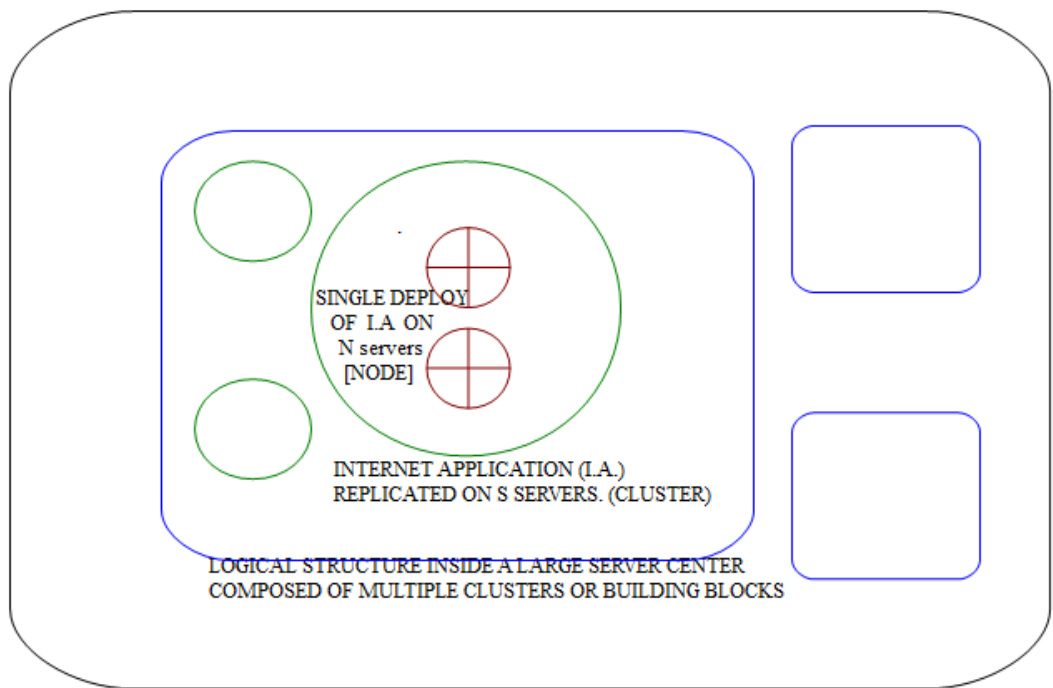 SINGLE DEPLOY
OF I.A ON
N servers
[NODE]
INTERNET APPLICATION (I.A.)
REPLICATED ON S SERVERS. (CLUSTER)
LOGICAL STRUCTURE INSIDE A LARGE SERVER CENTER
COMPOSED OF MULTIPLE CLUSTERS OR BUILDING BLOCKS